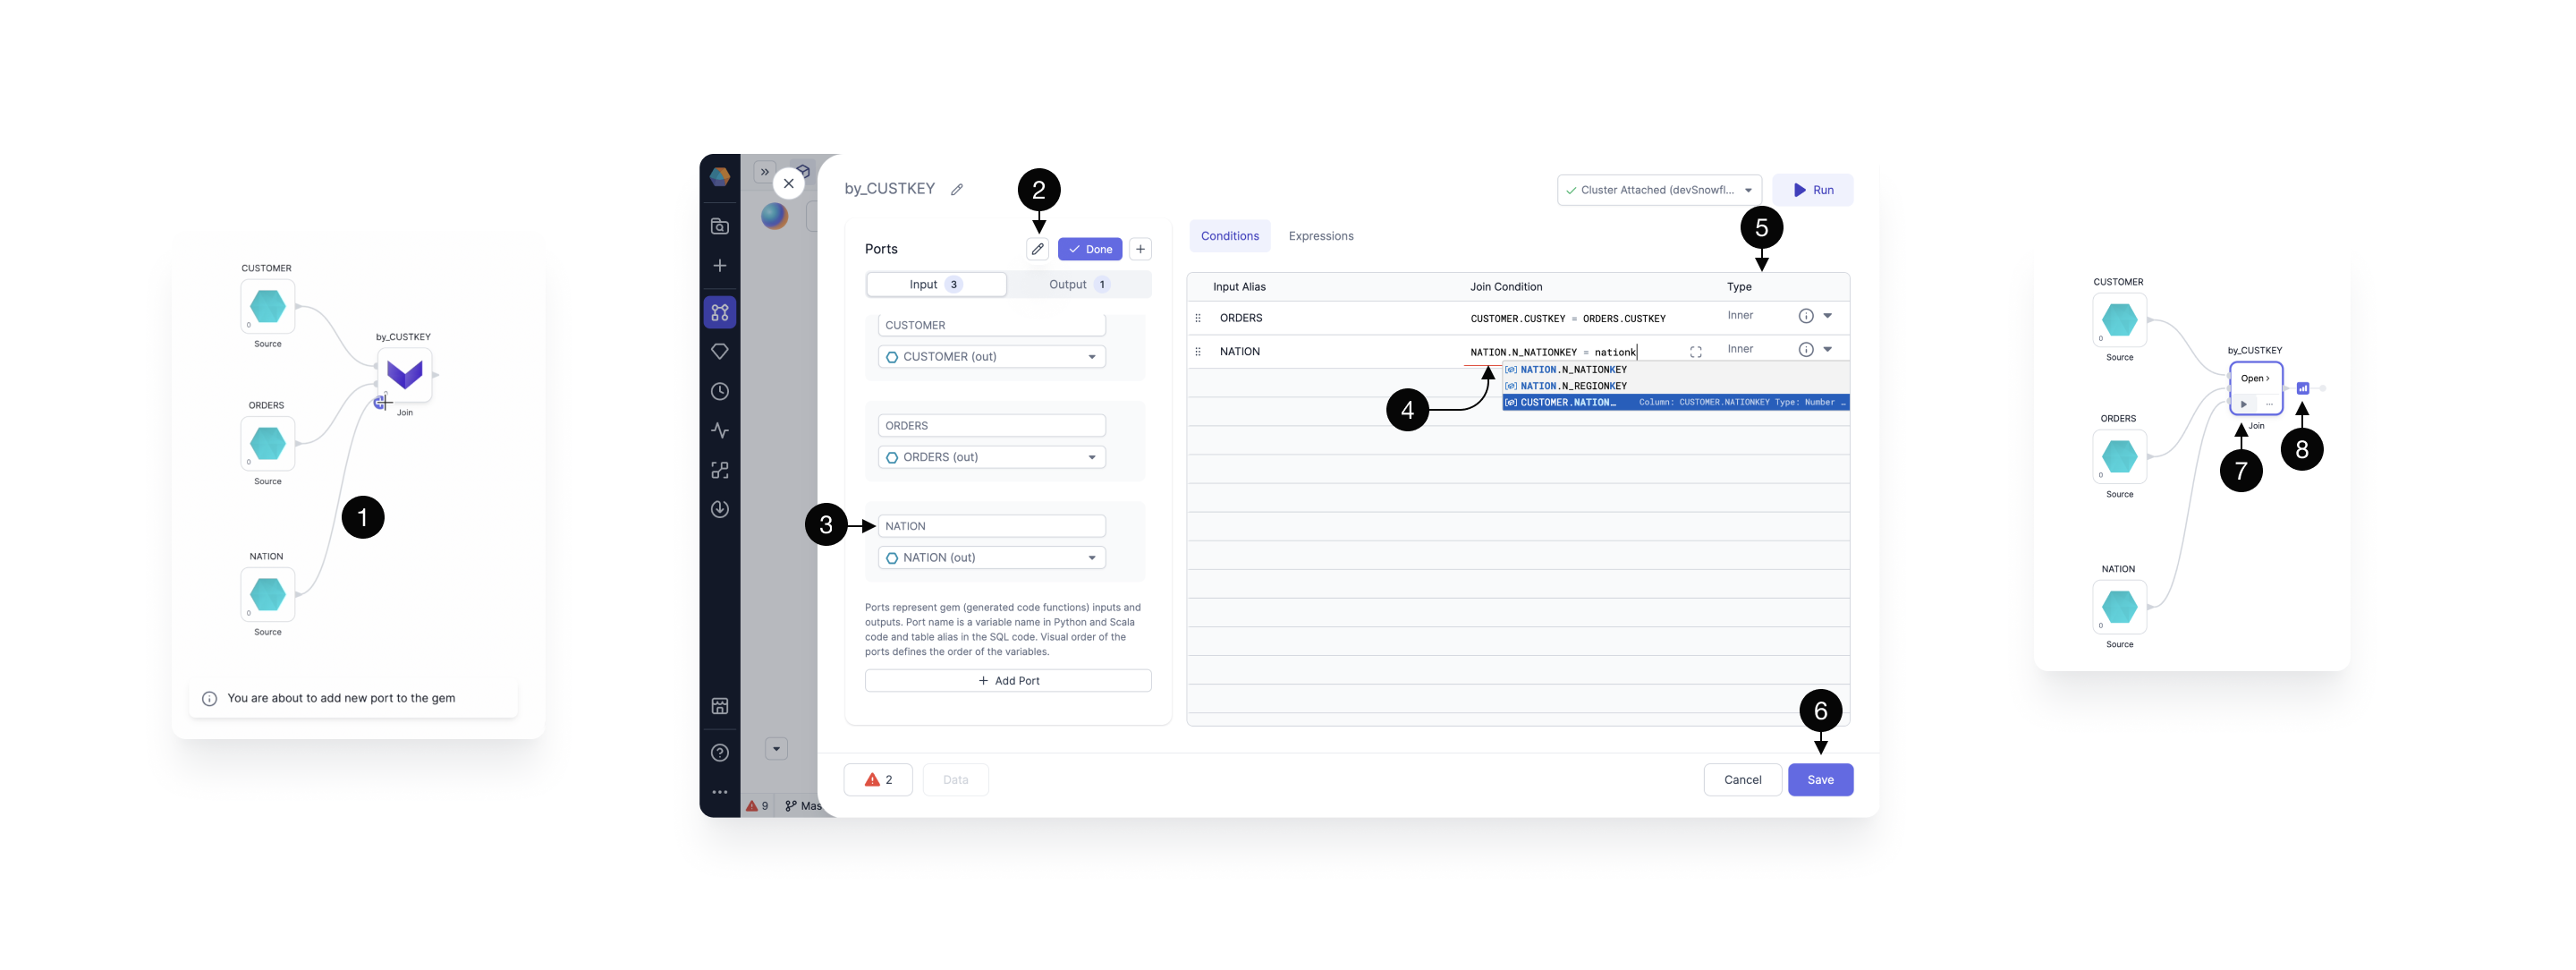 CUSTOMER
0
Source
by_CUSTKEY
Join
ORDERS
0
Source
1
NATION
0
Source
You are about to add new port to the gem
by_CUSTKEY
2
Cluster Attached (devSnowfl...
Run
Ports
Done
Input 3
Output 1
CUSTOMER
CUSTOMER (out)
ORDERS
ORDERS (out)
3
NATION
NATION (out)
Ports represent gem (generated code functions) inputs and
outputs. Port name is a variable name in Python and Scala
code and table alias in the SQL code. Visual order of the
ports defines the order of the variables.
Add Port
Conditions
Expressions
5
Input Alias
Join Condition
Type
ORDERS
CUSTOMER.CUSTKEY = ORDERS.CUSTKEY
Inner
NATION
NATION.N_NATIONKEY = nationk
Inner
NATION.N_NATIONKEY
NATION.N_REGIONKEY
CUSTOMER.NATION… Column: CUSTOMER.NATIONKEY Type: Number …
4
6
9
Mas
2
Data
Cancel
Save
CUSTOMER
0
Source
by_CUSTKEY
Open
Join
ORDERS
0
Source
7
8
NATION
0
Source